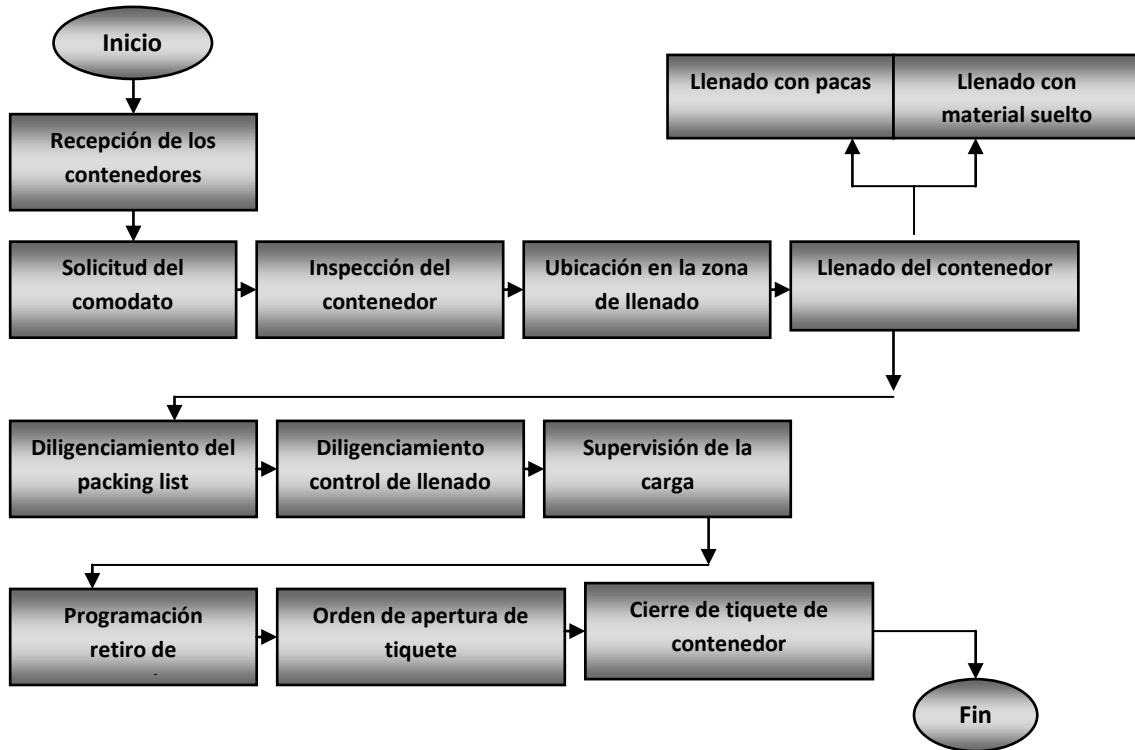 Inicio
Recepción de los
contenedores
Llenado con pacas
Llenado con
material suelto
Solicitud del
comodato
Inspección del
contenedor
Ubicación en la zona
de llenado
Llenado del contenedor
Diligenciamiento del
packing list
Diligenciamiento
control de llenado
Supervisión de la
carga
Programación
retiro de
Orden de apertura de
tiquete
Cierre de tiquete de
contenedor
Fin